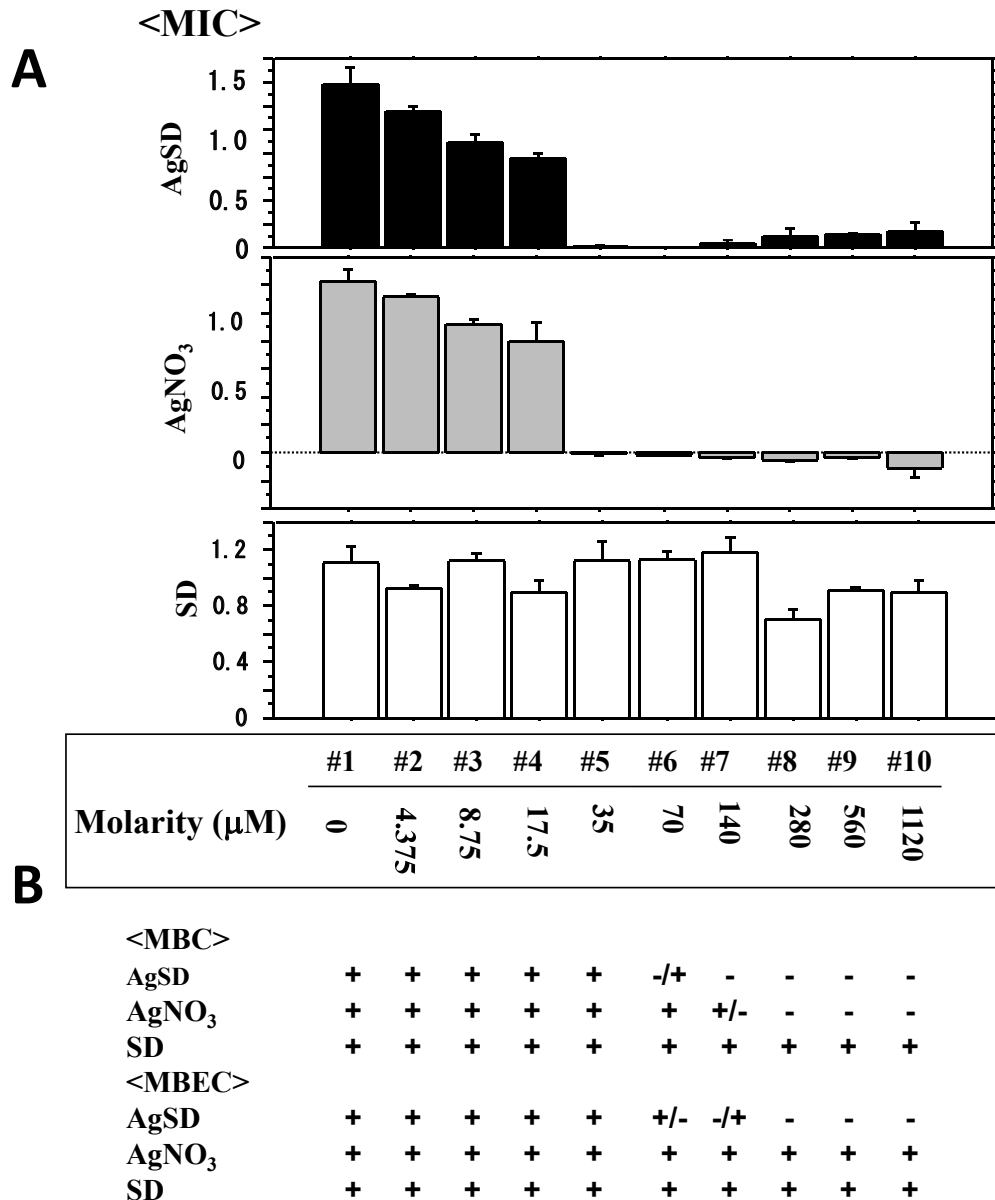 <MIC>
A
AgSD
1.5
1.0
0.5
0
AgNO₃
1.0
0.5
0
SD
1.2
0.8
0.4
0
#1 #2 #3 #4 #5 #6 #7 #8 #9 #10
Molarity (μM) 0 4.375 8.75 17.5 35 70 140 280 560 1120
B
<MBC>
AgSD + + + + + -/+ - - - -
AgNO₃ + + + + + + +/- - - -
SD + + + + + + + + + +
<MBEC>
AgSD + + + + + +/- -/+ - - -
AgNO₃ + + + + + + + + + +
SD + + + + + + + + + +